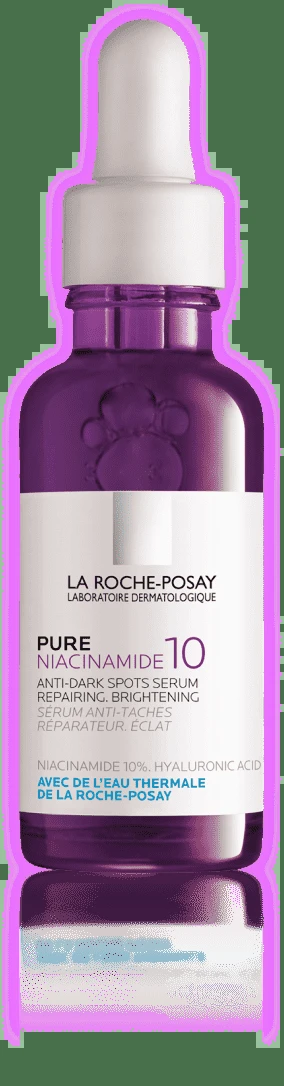 LA ROCHE-POSAY
LABORATOIRE DERMATOLOGIQUE
PURE
NIACINAMIDE 10
ANTI-DARK SPOTS SERUM
REPAIRING. BRIGHTENING
SÉRUM ANTI-TACHES
RÉPARATEUR. ÉCLAT
NIACINAMIDE 10%. HYALURONIC ACID
AVEC DE L'EAU THERMALE
DE LA ROCHE-POSAY